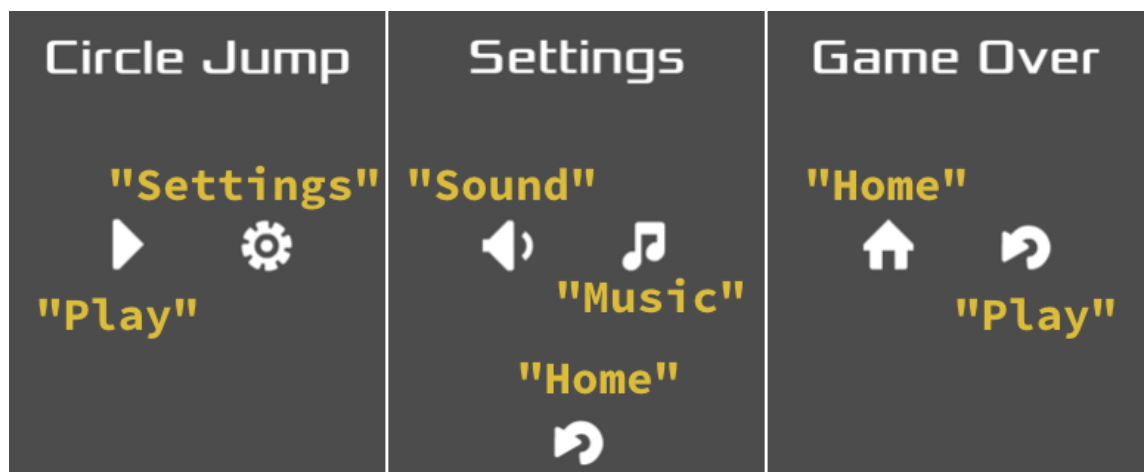 Circle Jump
"Settings"
"Play"
Settings
"Sound"
"Music"
"Home"
Game Over
"Home"
"Play"